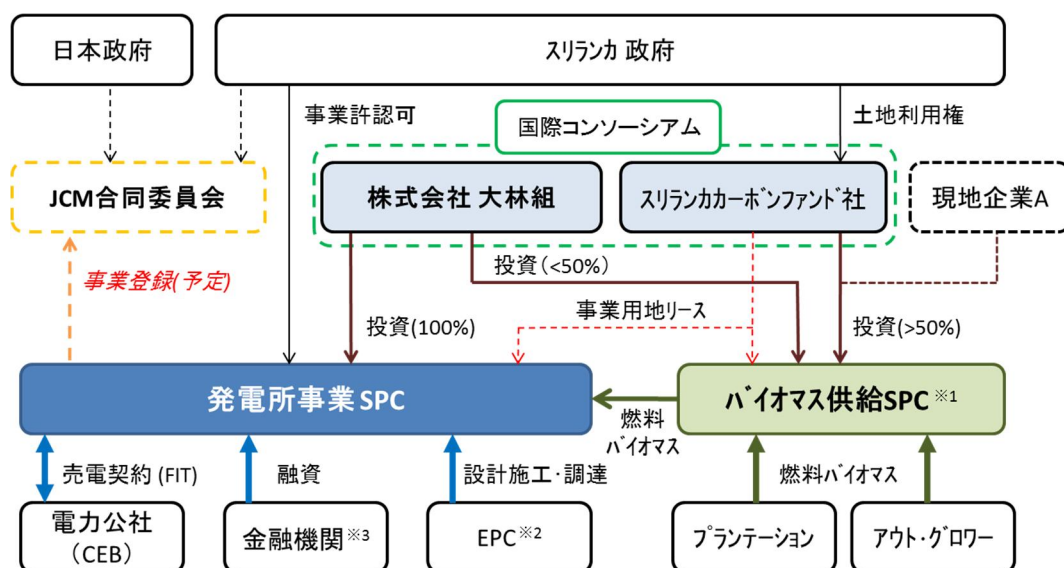 日本政府
スリランカ 政府
事業許認可
土地利用権
国際コンソーシアム
JCM合同委員会
株式会社 大林組
スリランカカーボンファンド社
現地企業A
事業登録(予定)
投資(<50%)
事業用地リース
投資(100%)
投資(>50%)
発電所事業 SPC
バイオマス供給SPC ※1
燃料
バイオマス
売電契約 (FIT)
融資
設計施工・調達
燃料バイオマス
電力公社
(CEB)
金融機関※3
EPC※2
プランテーション
アウト・グロワー